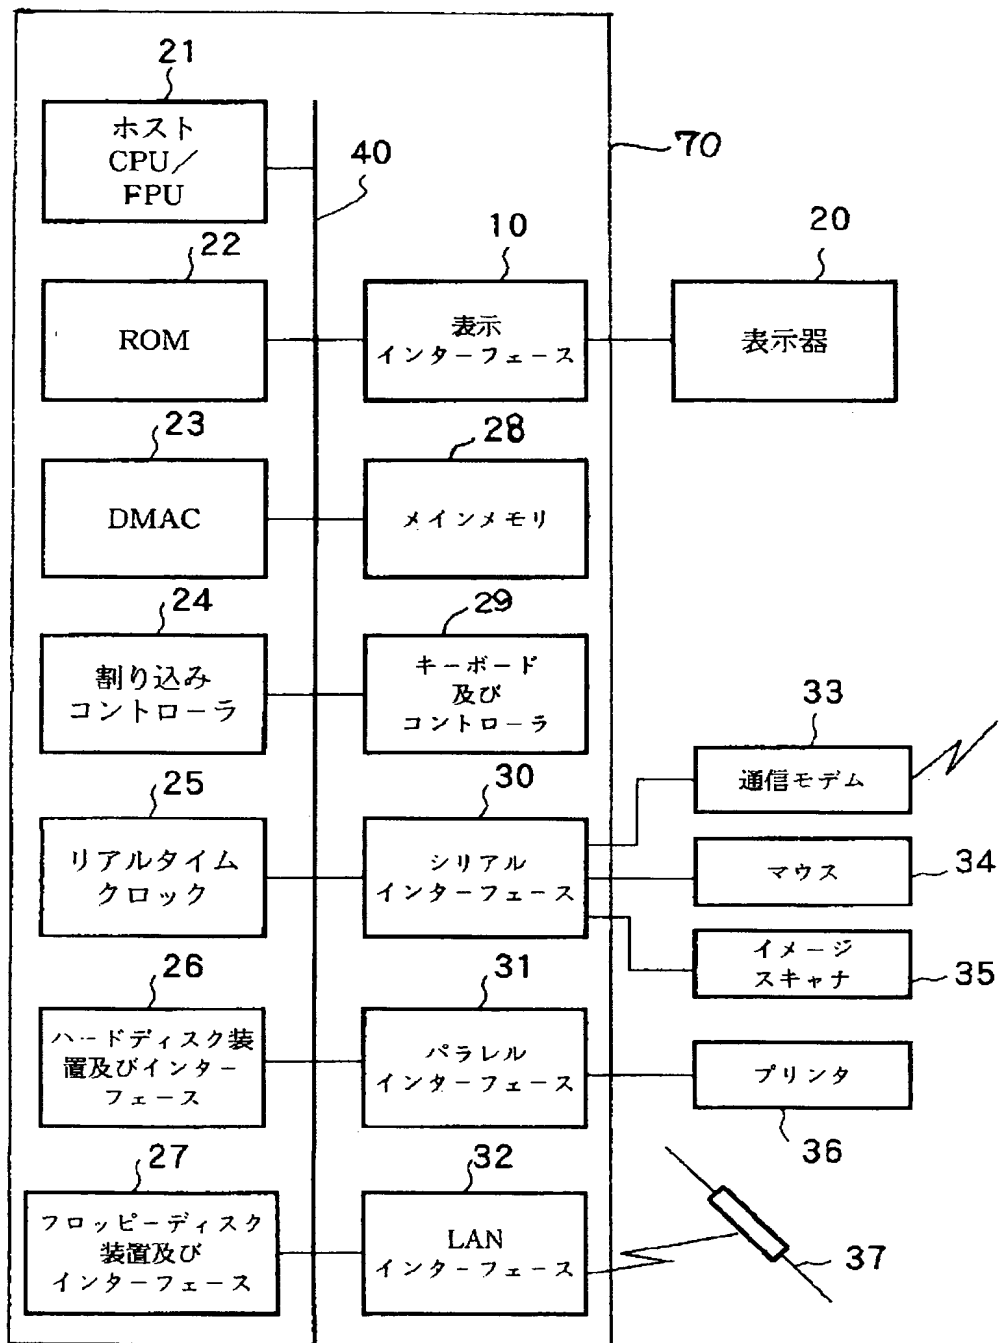 21
ホスト
CPU／
FPU
40
70
22
ROM
10
表示
インターフェース
20
表示器
23
DMAC
28
メインメモリ
24
割り込み
コントローラ
29
キーボード
及び
コントローラ
33
通信モデム
25
リアルタイム
クロック
30
シリアル
インターフェース
マウス
34
イメージ
スキャナ
35
26
ハードディスク装
置及びインター
フェース
31
パラレル
インターフェース
プリンタ
36
27
フロッピーディスク
装置及び
インターフェース
32
LAN
インターフェース
37